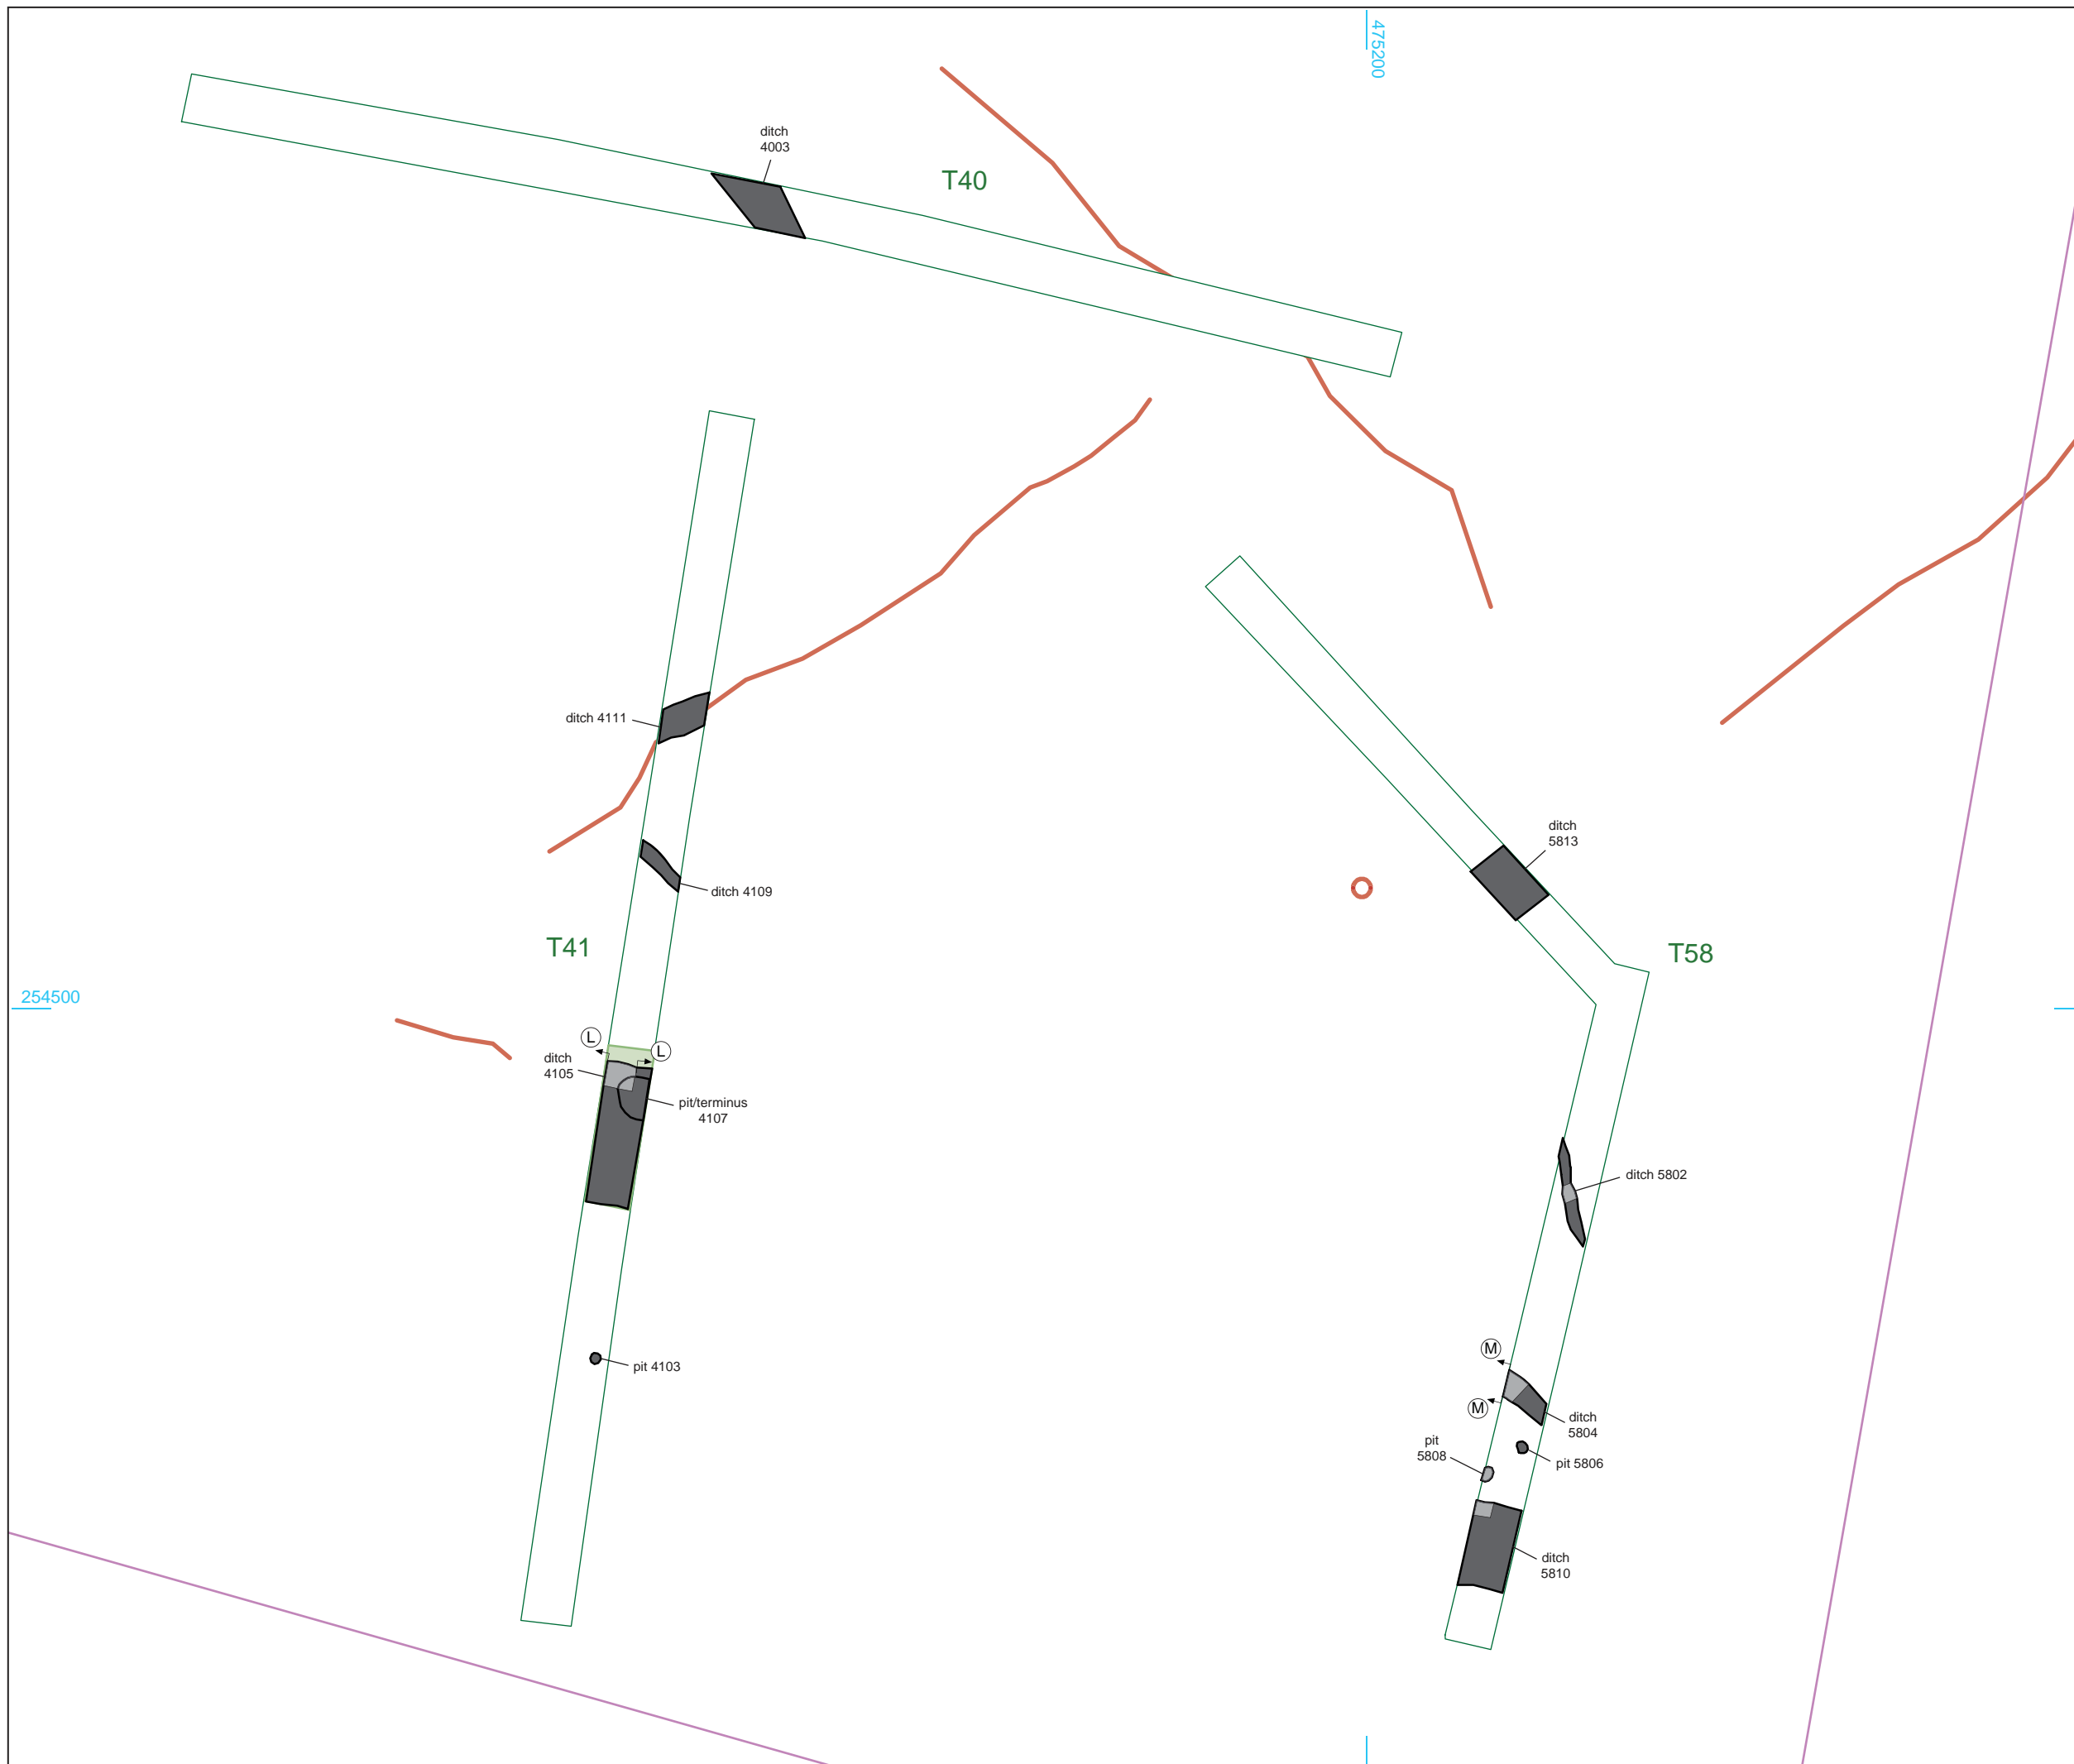 475200
ditch
4003
T40
ditch 4111
ditch
5813
ditch 4109
T41
T58
254500
L
L
ditch
4105
pit/terminus
4107
ditch 5802
M
pit 4103
M
ditch
5804
pit
5808
pit 5806
ditch
5810